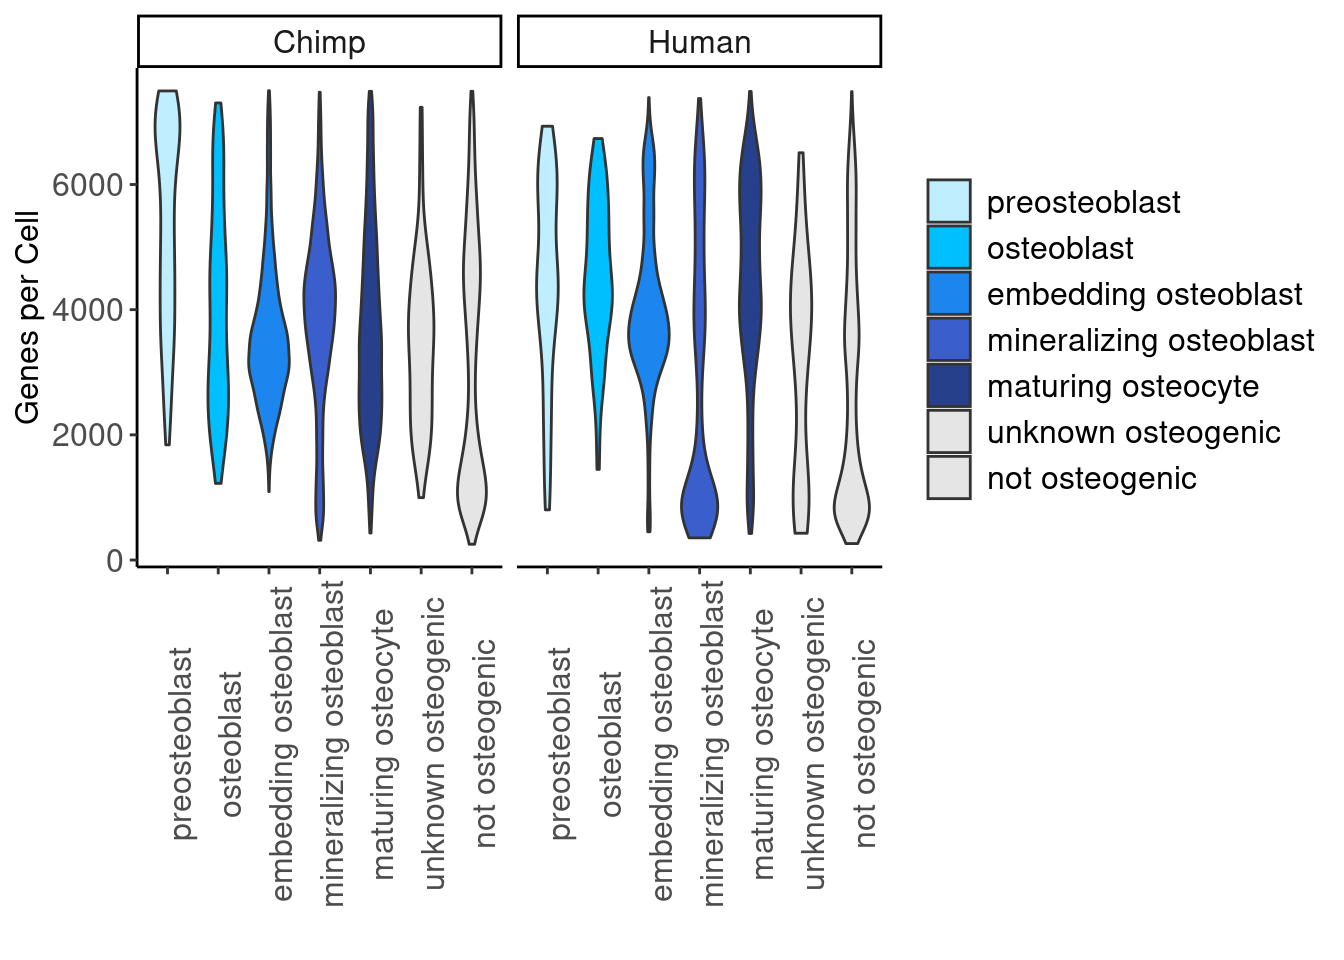 Chimp
Human
Genes per Cell
6000
4000
2000
0
preosteoblast
osteoblast
embedding osteoblast
mineralizing osteoblast
maturing osteocyte
unknown osteogenic
not osteogenic
preosteoblast
osteoblast
embedding osteoblast
mineralizing osteoblast
maturing osteocyte
unknown osteogenic
not osteogenic
preosteoblast
osteoblast
embedding osteoblast
mineralizing osteoblast
maturing osteocyte
unknown osteogenic
not osteogenic